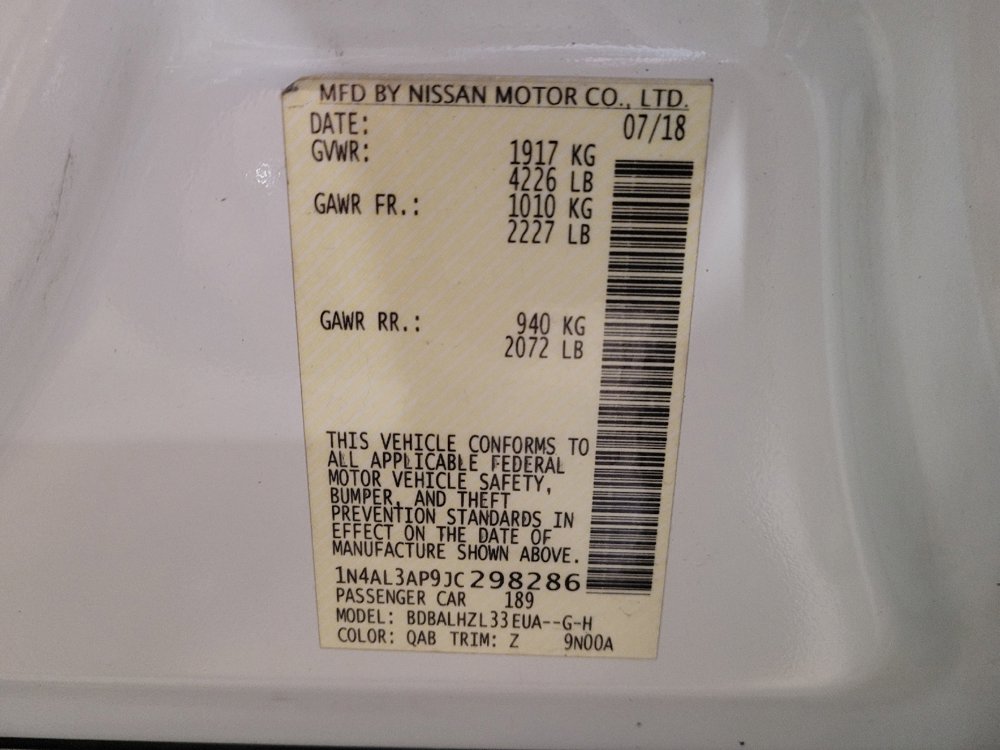 MFD BY NISSAN MOTOR CO., LTD.
DATE: 07/18
GVWR: 1917 KG
4226 LB
GAWR FR.: 1010 KG
2227 LB
GAWR RR.: 940 KG
2072 LB
THIS VEHICLE CONFORMS TO
ALL APPLICABLE FEDERAL
MOTOR VEHICLE SAFETY,
BUMPER, AND THEFT
PREVENTION STANDARDS IN
EFFECT ON THE DATE OF
MANUFACTURE SHOWN ABOVE.
1N4AL3AP9JC298286
PASSENGER CAR 189
MODEL: BDBALHZL33EUA--G-H
COLOR: QAB TRIM: Z 9N00A